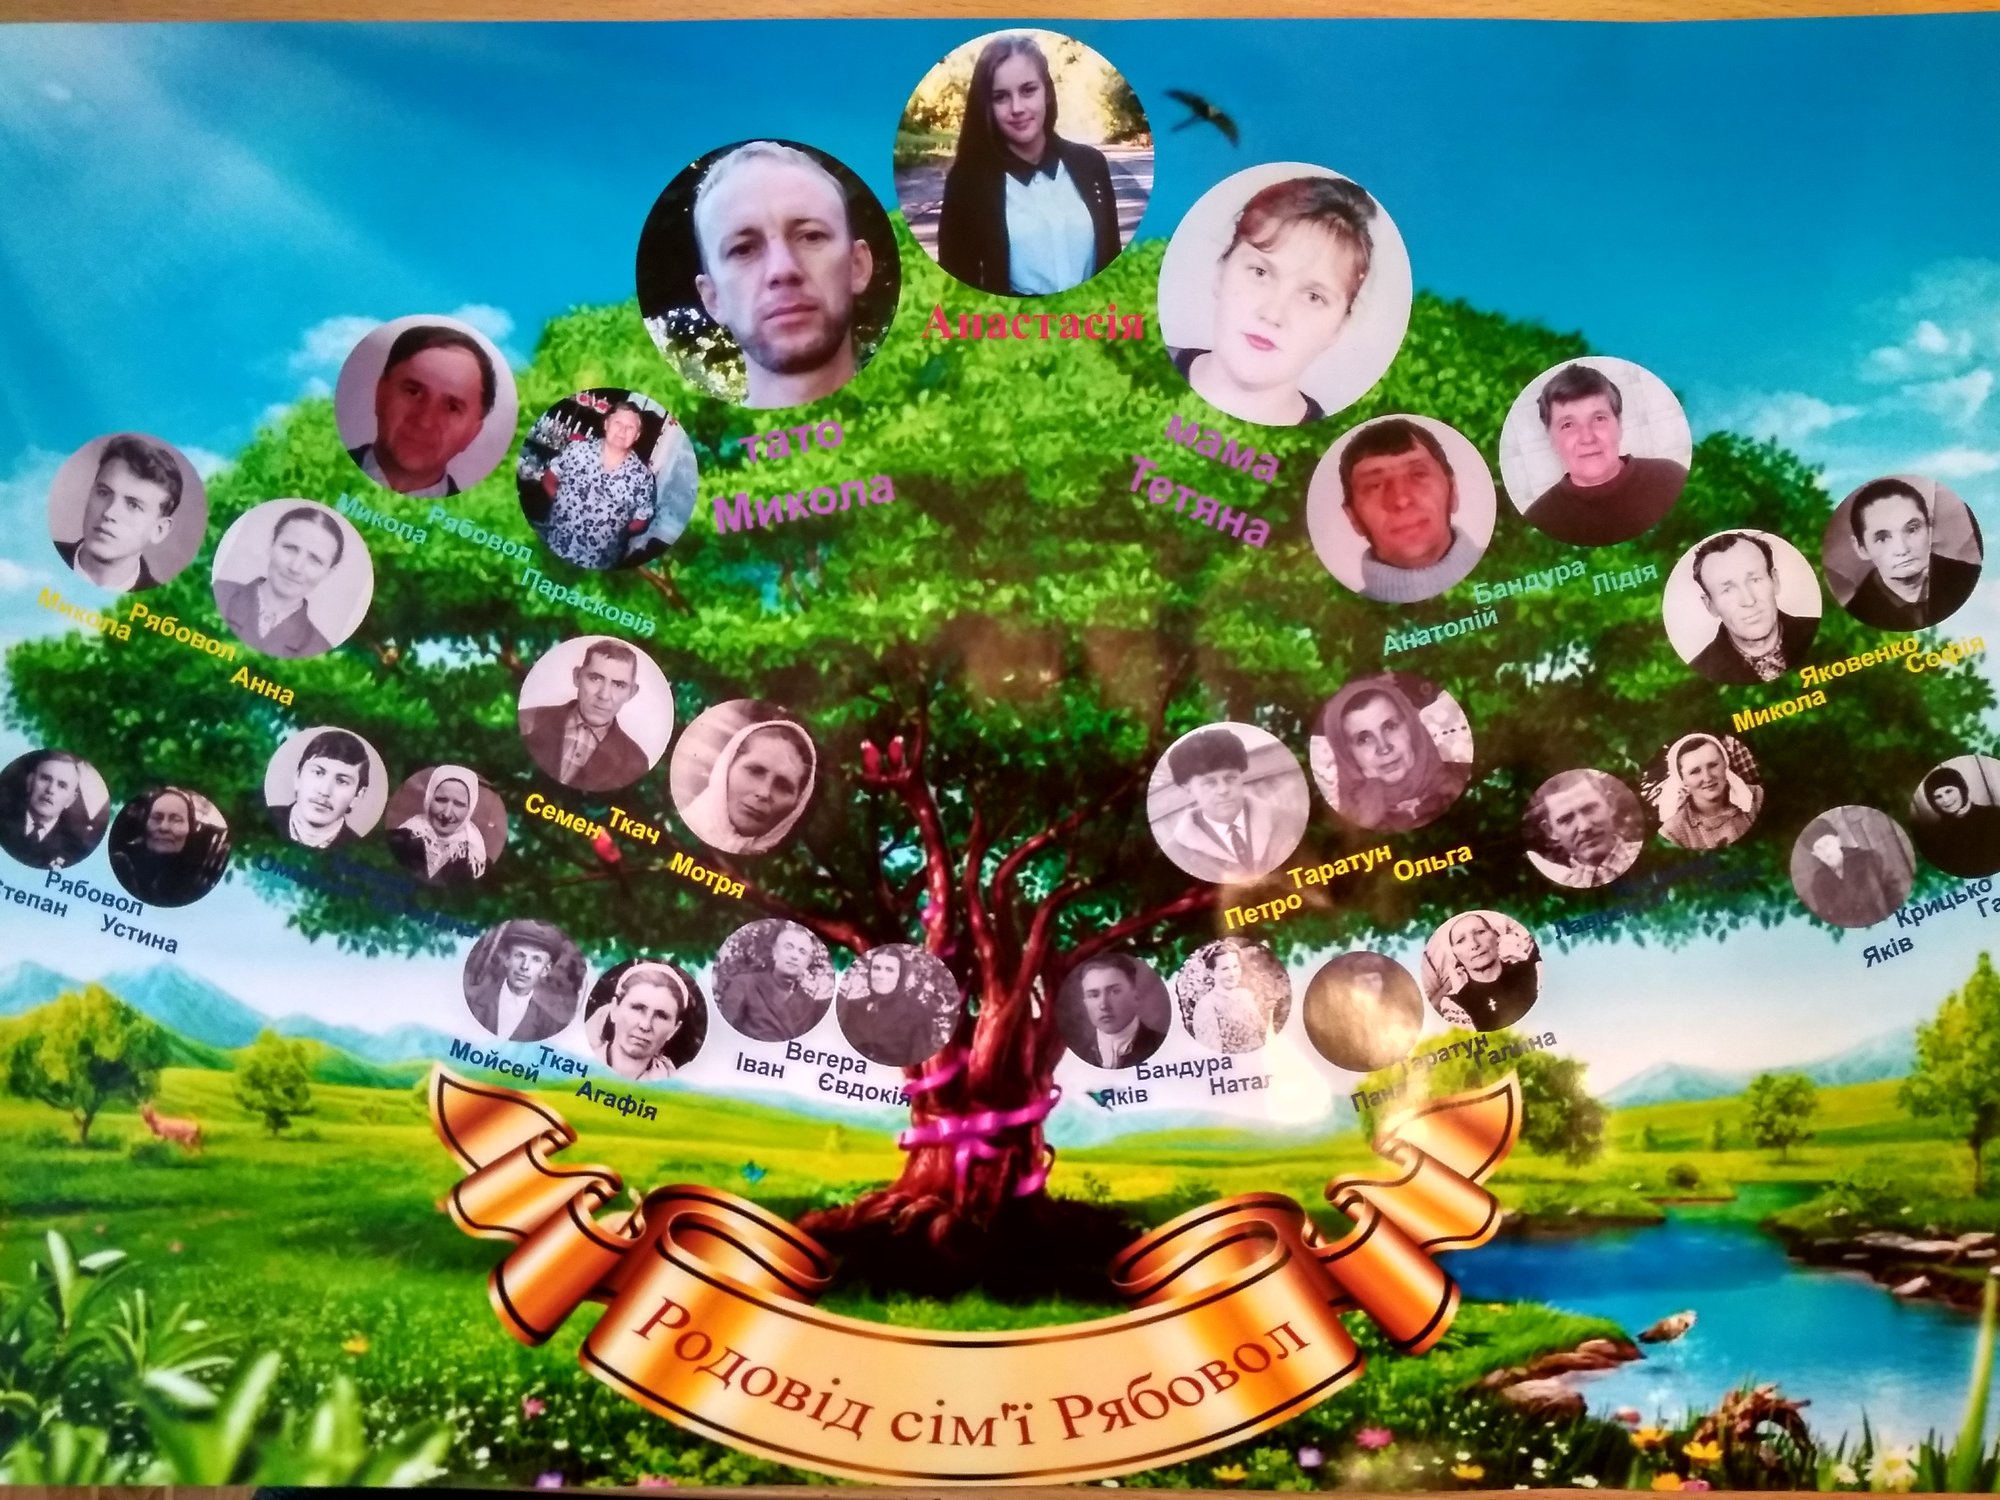 Анастасія
тато
Микола
мама
Тетяна
Рябовол
Микола
Парасковія
Бандура
Анатолій
Лідія
Рябовол
Микола
Анна
Ткач
Семен
Мотря
Таратун
Петро
Ольга
Яковенко
Микола
Софія
Рябовол
Устина
Ткач
Мойсей
Агафія
Вегера
Іван
Євдокія
Бандура
Яків
Таратун
Галина
Крицько
Яків
Родовід сім'ї Рябовол